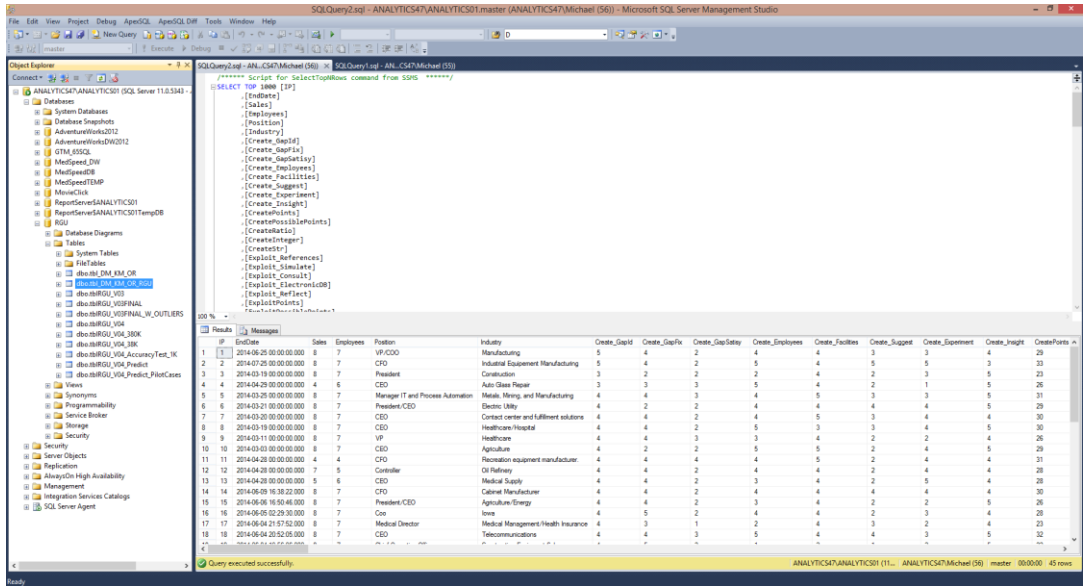 SQLQuery2.sql - ANALYTICS47\ANALYTICS01.master (ANALYTICS47\Michael (56)) - Microsoft SQL Server Management Studio
File Edit View Project Debug ApexSQL ApexSQL Diff Tools Window Help
New Query
D
master
Execute Debug
Object Explorer
SQLQuery2.sql - AN...CS47\Michael (56)) SQLQuery1.sql - AN...CS47\Michael (55))
Connect
ANALYTICS47\ANALYTICS01 (SQL Server 11.0.5343 -
Databases
System Databases
Database Snapshots
AdventureWorks2012
AdventureWorksDW2012
GTM_65SQL
MedSpeed_DW
MedSpeedDB
MedSpeedTEMP
MovieClick
ReportServer$ANALYTICS01
ReportServer$ANALYTICS01TempDB
RGU
Database Diagrams
Tables
System Tables
FileTables
dbo.tbl_DM_KM_OR
dbo.tbl_DM_KM_OR_RGU
dbo.tblRGU_V03
dbo.tblRGU_V03FINAL
dbo.tblRGU_V03FINAL_W_OUTLIERS
dbo.tblRGU_V04
dbo.tblRGU_V04_380K
dbo.tblRGU_V04_38K
dbo.tblRGU_V04_AccuracyTest_1K
dbo.tblRGU_V04_Predict
dbo.tblRGU_V04_Predict_PilotCases
Views
Synonyms
Programmability
Service Broker
Storage
Security
Security
Server Objects
Replication
AlwaysOn High Availability
Management
Integration Services Catalogs
SQL Server Agent
/****** Script for SelectTopNRows command from SSMS ******/
SELECT TOP 1000 [IP]
,[EndDate]
,[Sales]
,[Employees]
,[Position]
,[Industry]
,[Create_GapId]
,[Create_GapFix]
,[Create_GapSatisy]
,[Create_Employees]
,[Create_Facilities]
,[Create_Suggest]
,[Create_Experiment]
,[Create_Insight]
,[CreatePoints]
,[CreatePossiblePoints]
,[CreateRatio]
,[CreateInteger]
,[CreateStr]
,[Exploit_References]
,[Exploit_Simulate]
,[Exploit_Consult]
,[Exploit_ElectronicDB]
,[Exploit_Reflect]
,[ExploitPoints]
100 %
Results Messages
IP EndDate Sales Employees Position Industry Create_GapId Create_GapFix Create_GapSatisy Create_Employees Create_Facilities Create_Suggest Create_Experiment Create_Insight CreatePoints
1 1 2014-06-25 00:00:00.000 8 7 VP/COO Manufacturing 5 4 2 4 4 3 3 4 29
2 2 2014-07-25 00:00:00.000 8 7 CFO Industrial Equipement Manufacturing 5 4 2 5 4 5 5 3 33
3 3 2014-03-19 00:00:00.000 8 7 President Construction 3 2 2 2 4 2 3 5 23
4 4 2014-04-29 00:00:00.000 4 6 CEO Auto Glass Repair 3 3 3 5 4 2 1 5 26
5 5 2014-03-25 00:00:00.000 8 7 Manager IT and Process Automation Metals, Mining, and Manufacturing 4 4 3 4 5 3 3 5 31
6 6 2014-03-21 00:00:00.000 8 7 President/CEO Electric Utility 4 2 2 4 4 4 4 5 29
7 7 2014-03-20 00:00:00.000 8 7 CEO Contact center and fulfillment solutions 4 4 2 4 5 3 4 4 30
8 8 2014-03-19 00:00:00.000 8 7 CEO Healthcare/Hospital 4 4 2 5 3 3 4 5 30
9 9 2014-03-11 00:00:00.000 8 7 VP Healthcare 4 4 3 3 4 2 2 4 26
10 10 2014-03-03 00:00:00.000 8 7 CEO Agriculture 4 2 2 5 5 2 4 5 29
11 11 2014-04-28 00:00:00.000 4 4 CEO Recreation equipment manufacturer. 4 4 4 4 5 2 4 4 31
12 12 2014-04-28 00:00:00.000 7 5 Controller Oil Refinery 4 4 2 4 4 2 4 4 28
13 13 2014-04-28 00:00:00.000 5 6 CEO Medical Supply 4 4 2 3 4 2 5 4 28
14 14 2014-06-09 16:38:22.000 8 7 CFO Cabinet Manufacturer 4 4 2 4 4 4 4 4 30
15 15 2014-06-06 16:50:46.000 8 7 President/CEO Agriculture/Energy 4 4 2 3 4 2 2 5 26
16 16 2014-06-05 02:29:30.000 8 7 Coo Iowa 4 5 2 4 4 2 3 4 28
17 17 2014-06-04 21:57:52.000 8 7 Medical Director Medical Management/Health Insurance 4 3 1 2 4 3 2 4 23
18 18 2014-06-04 20:52:05.000 8 7 CEO Telecommunications 4 4 3 5 4 4 3 5 32
Query executed successfully. ANALYTICS47\ANALYTICS01 (11... ANALYTICS47\Michael (56) master 00:00:00 45 rows
Ready